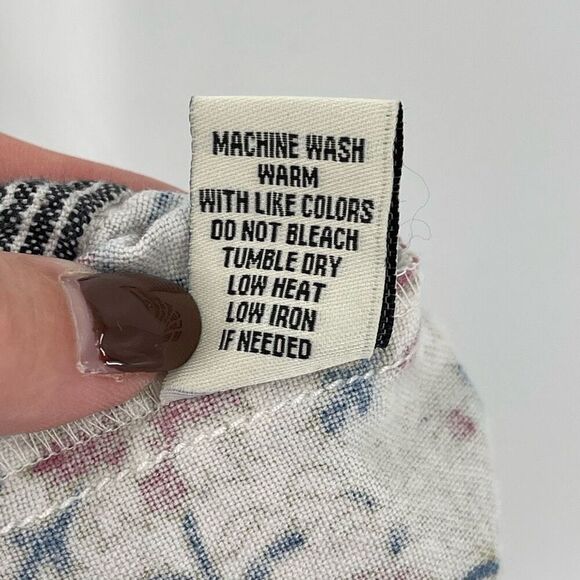 MACHINE WASH
WARM
WITH LIKE COLORS
DO NOT BLEACH
TUMBLE DRY
LOW HEAT
LOW IRON
IF NEEDED